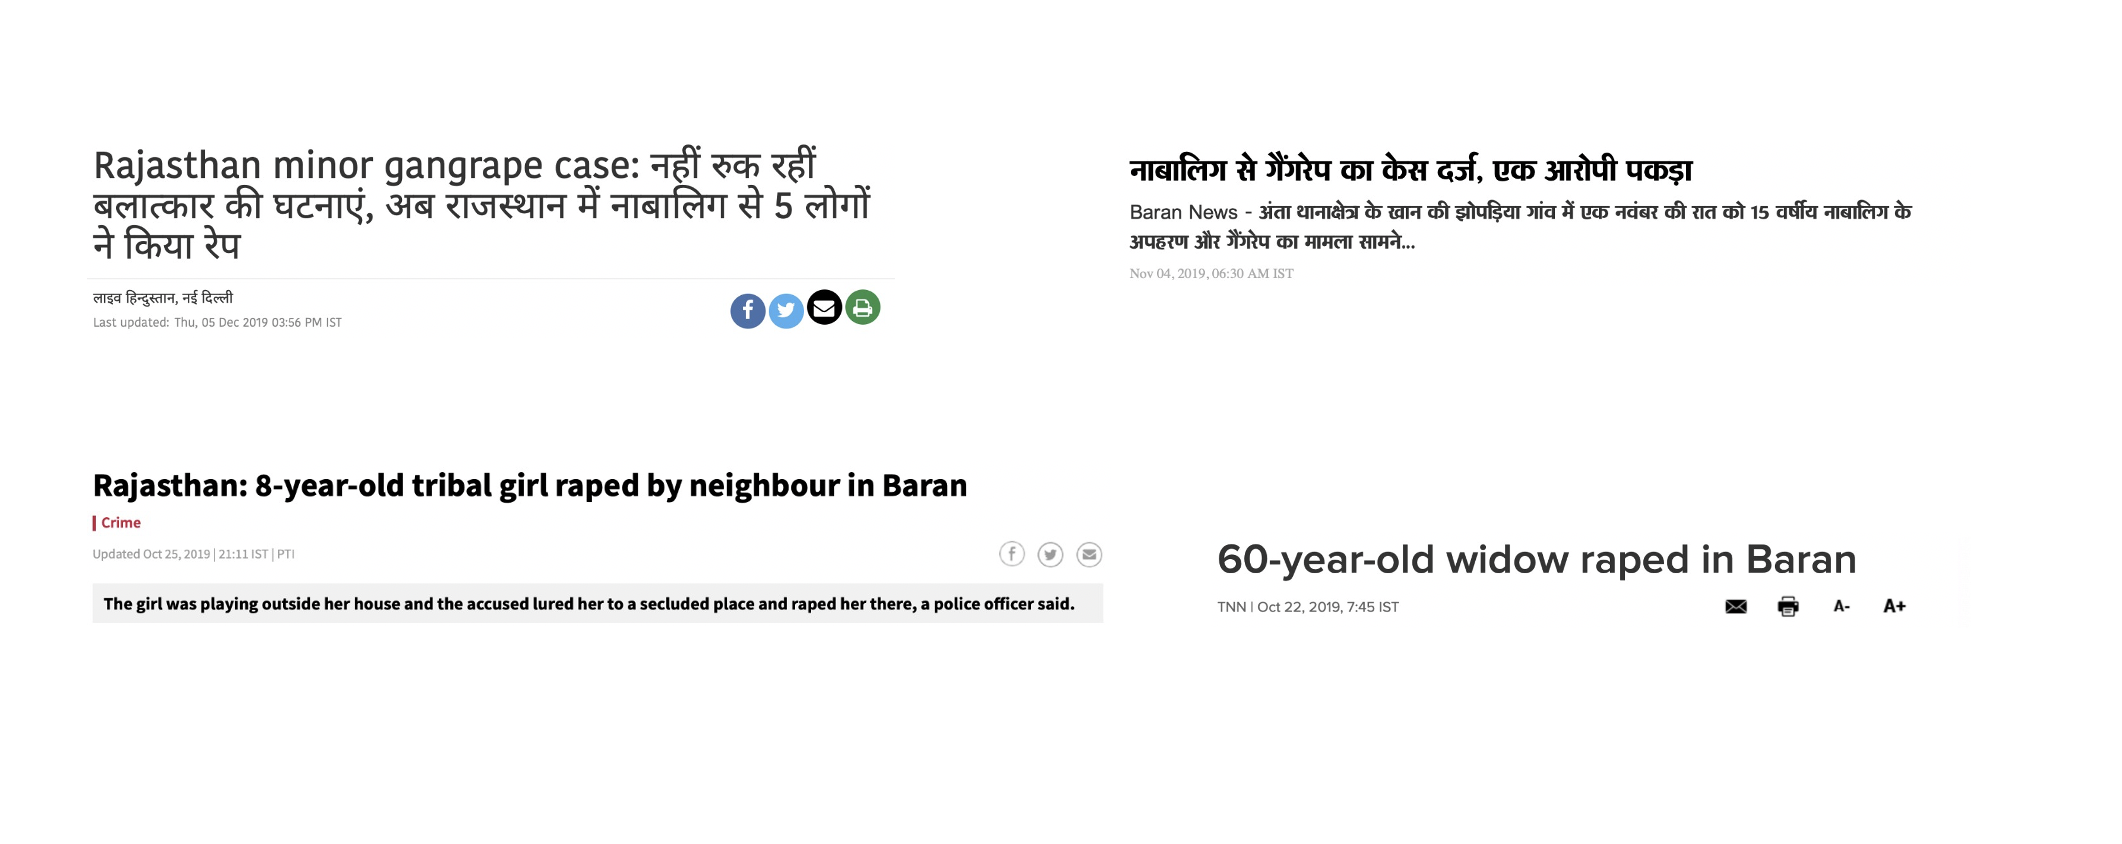 Rajasthan minor gangrape case: नहीं रुक रहीं
बलात्कार की घटनाएं, अब राजस्थान में नाबालिग से 5 लोगों
ने किया रेप
लाइव हिन्दुस्तान, नई दिल्ली
Last updated: Thu, 05 Dec 2019 03:56 PM IST
नाबालिग से गैंगरेप का केस दर्ज, एक आरोपी पकड़ा
Baran News - अंता थानाक्षेत्र के खान की झोपड़िया गांव में एक नवंबर की रात को 15 वर्षीय नाबालिग के
अपहरण और गैंगरेप का मामला सामने...
Nov 04, 2019, 06:30 AM IST
Rajasthan: 8-year-old tribal girl raped by neighbour in Baran
Crime
Updated Oct 25, 2019 | 21:11 IST | PTI
The girl was playing outside her house and the accused lured her to a secluded place and raped her there, a police officer said.
60-year-old widow raped in Baran
TNN | Oct 22, 2019, 7:45 IST
A- A+